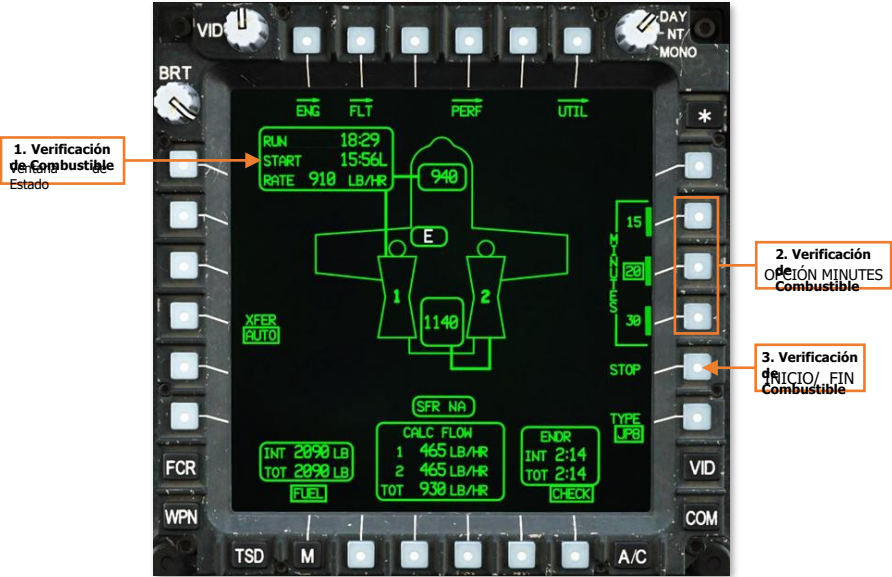 VID
DAY
NT
MONO
BRT
ENG FLT PERF UTIL
*
RUN 18:29
START 15:56L
RATE 910 LB/HR
940
1. Verificación
de Combustible
Ventana de
Estado
E
15
MINUTES
20
30
2. Verificación
de
OPCIÓN MINUTES
Combustible
1 2
1140
XFER
AUTO
STOP
3. Verificación
de
INICIO/ FIN
Combustible
SFR NA
TYPE
JP8
CALC FLOW
1 465 LB/HR
2 465 LB/HR
TOT 930 LB/HR
INT 2090 LB
TOT 2090 LB
FUEL
ENDR
INT 2:14
TOT 2:14
CHECK
FCR VID
WPN COM
TSD M A/C